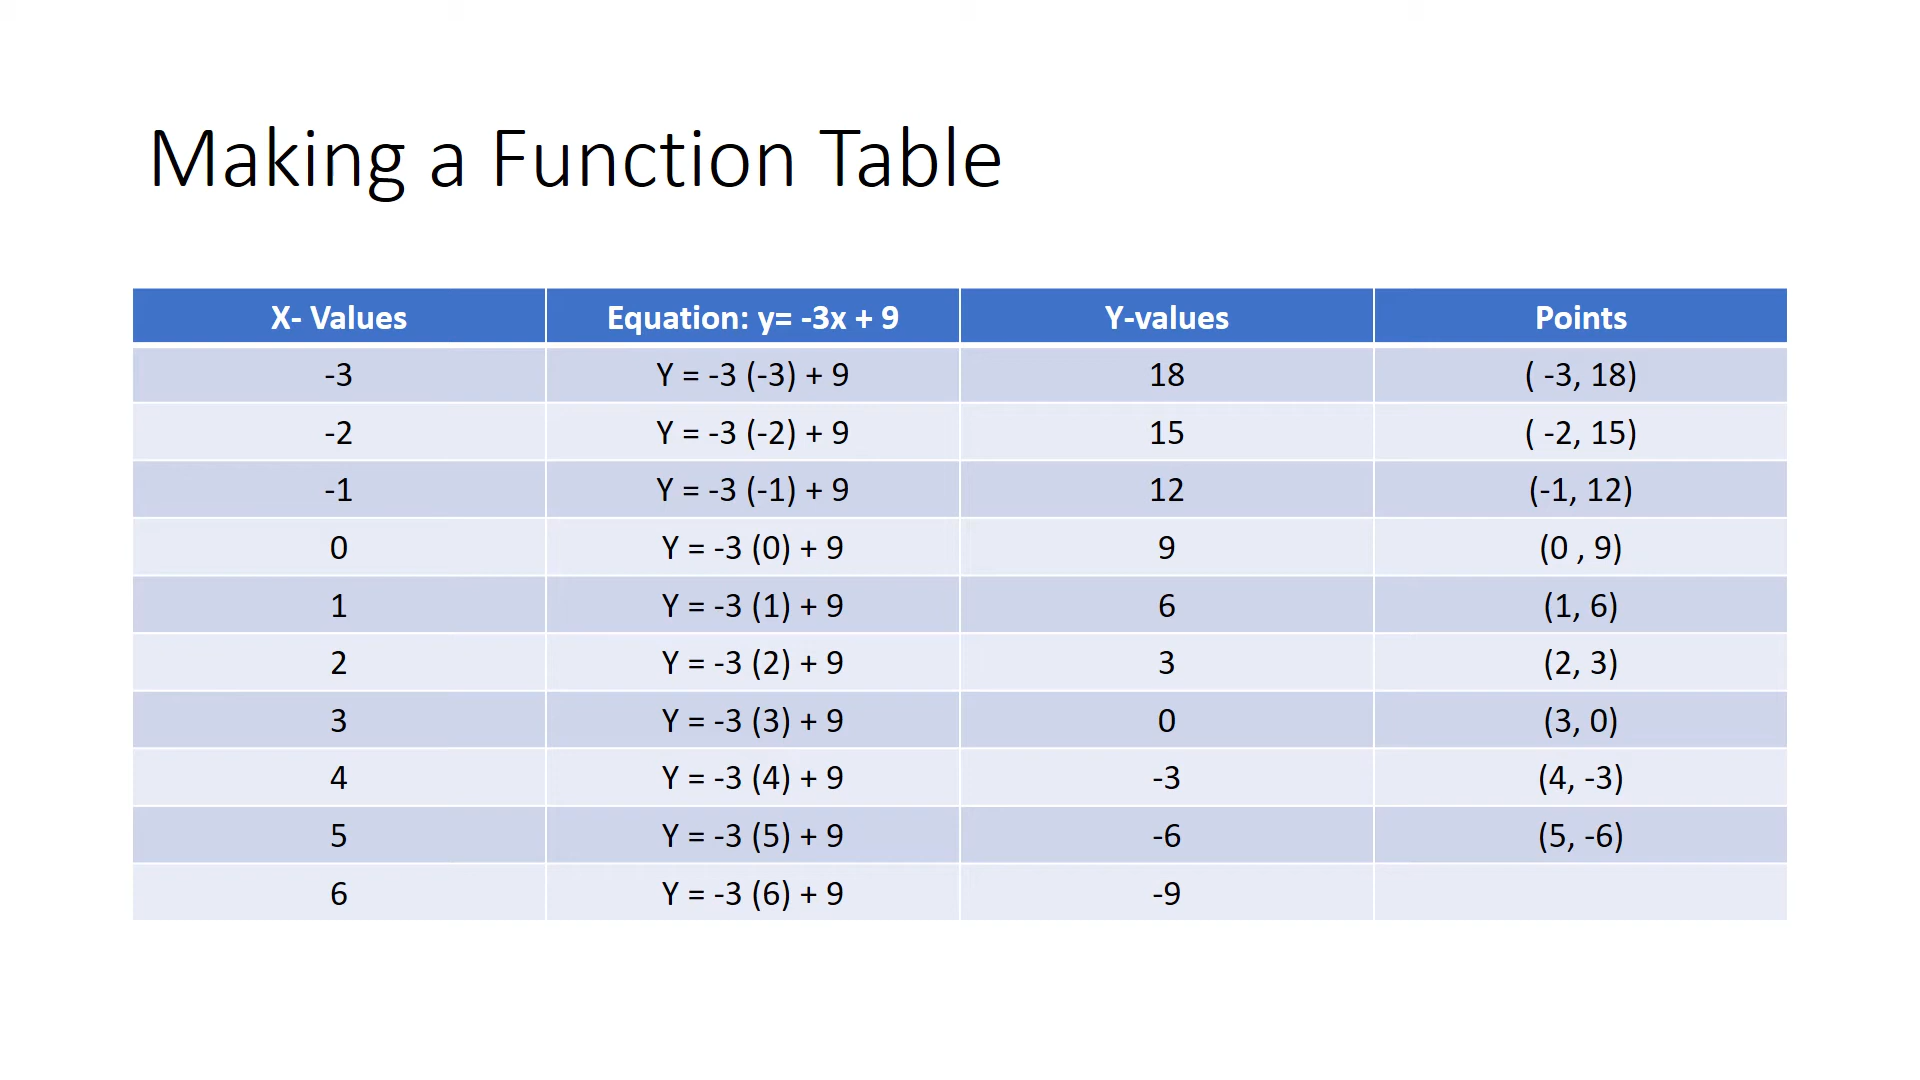 Making a Function Table
X- Values Equation: y= -3x + 9 Y-values Points
-3 Y = -3 (-3) + 9 18 ( -3, 18)
-2 Y = -3 (-2) + 9 15 ( -2, 15)
-1 Y = -3 (-1) + 9 12 (-1, 12)
0 Y = -3 (0) + 9 9 (0 , 9)
1 Y = -3 (1) + 9 6 (1, 6)
2 Y = -3 (2) + 9 3 (2, 3)
3 Y = -3 (3) + 9 0 (3, 0)
4 Y = -3 (4) + 9 -3 (4, -3)
5 Y = -3 (5) + 9 -6 (5, -6)
6 Y = -3 (6) + 9 -9